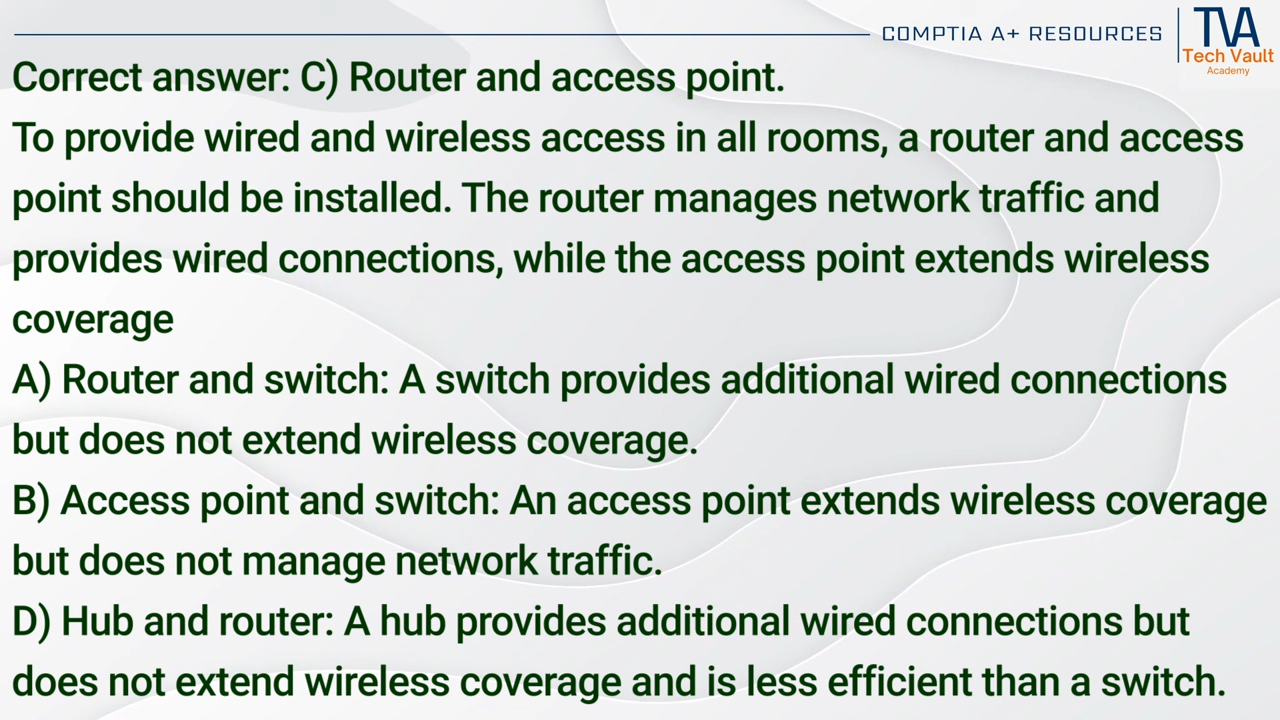 COMPTIA A+ RESOURCES
TVA
Tech Vault
Academy
Correct answer: C) Router and access point.
To provide wired and wireless access in all rooms, a router and access
point should be installed. The router manages network traffic and
provides wired connections, while the access point extends wireless
coverage
A) Router and switch: A switch provides additional wired connections
but does not extend wireless coverage.
B) Access point and switch: An access point extends wireless coverage
but does not manage network traffic.
D) Hub and router: A hub provides additional wired connections but
does not extend wireless coverage and is less efficient than a switch.